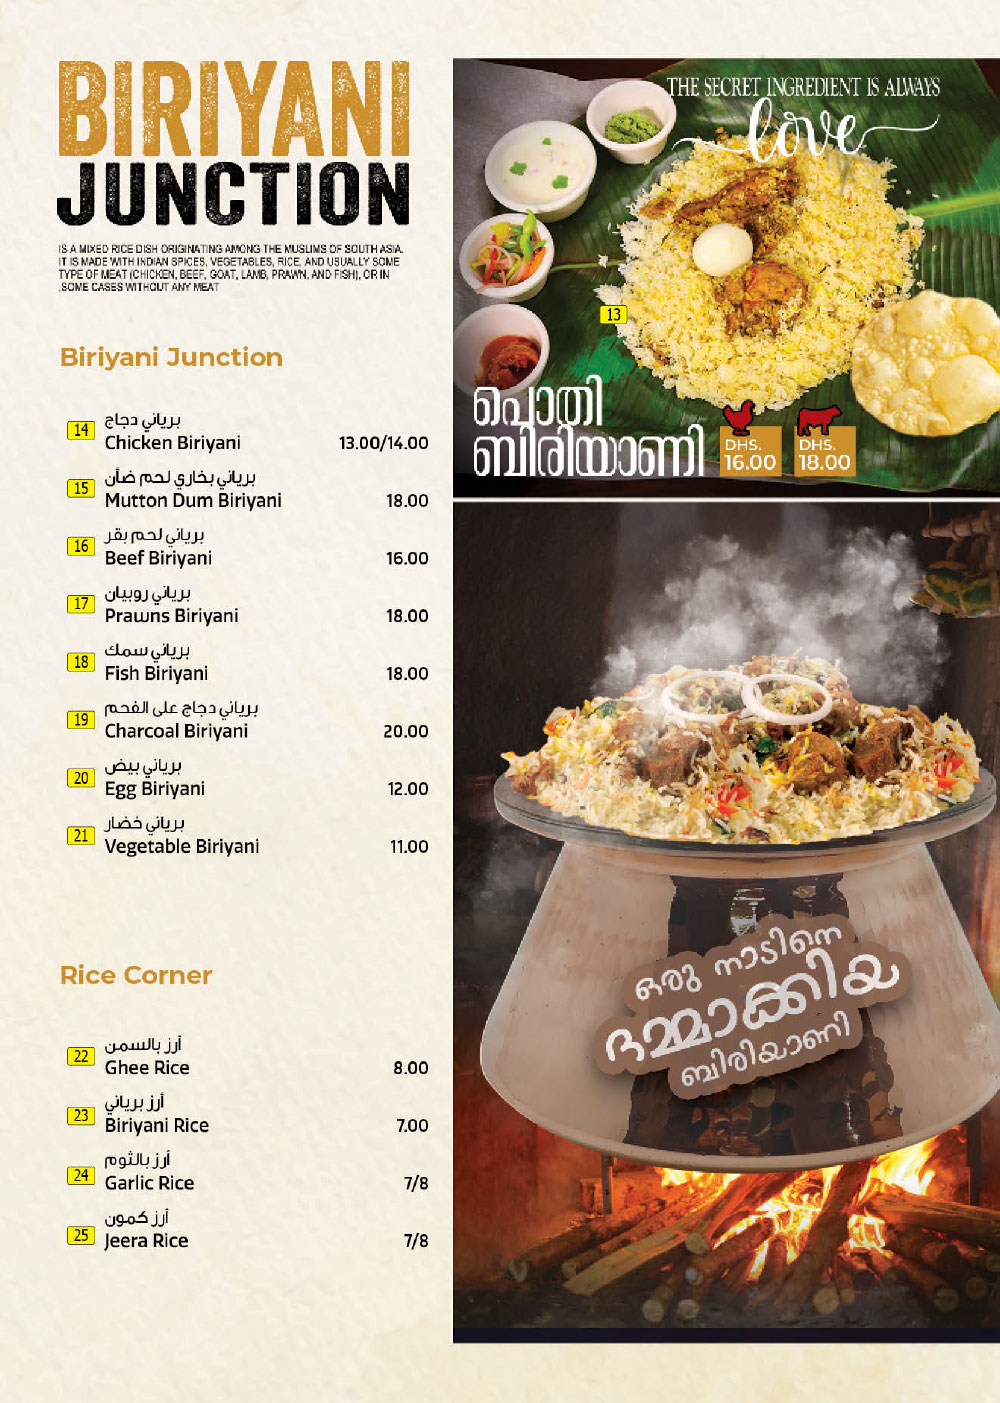 BIRIYANI
JUNCTION
IS A MIXED RICE DISH ORIGINATING AMONG THE MUSLIMS OF SOUTH ASIA.
IT IS MADE WITH INDIAN SPICES, VEGETABLES, RICE, AND USUALLY SOME
TYPE OF MEAT (CHICKEN, BEEF, GOAT, LAMB, PRAWN, AND FISH), OR IN
.SOME CASES WITHOUT ANY MEAT
Biriyani Junction
برياني دجاج
14 Chicken Biriyani 13.00/14.00
برياني بخاري لحم ضأن
15 Mutton Dum Biriyani 18.00
برياني لحم بقر
16 Beef Biriyani 16.00
برياني روبيان
17 Prawns Biriyani 18.00
برياني سمك
18 Fish Biriyani 18.00
برياني دجاج على الفحم
19 Charcoal Biriyani 20.00
برياني بيض
20 Egg Biriyani 12.00
برياني خضار
21 Vegetable Biriyani 11.00
Rice Corner
أرز بالسمن
22 Ghee Rice 8.00
أرز برياني
23 Biriyani Rice 7.00
أرز بالثوم
24 Garlic Rice 7/8
أرز كمون
25 Jeera Rice 7/8
THE SECRET INGREDIENT IS ALWAYS
love
13
പൊതി
ബിരിയാണി
DHS.
16.00
DHS.
18.00
ഒരു നാടിനെ
ദമ്മാക്കിയ
ബിരിയാണി